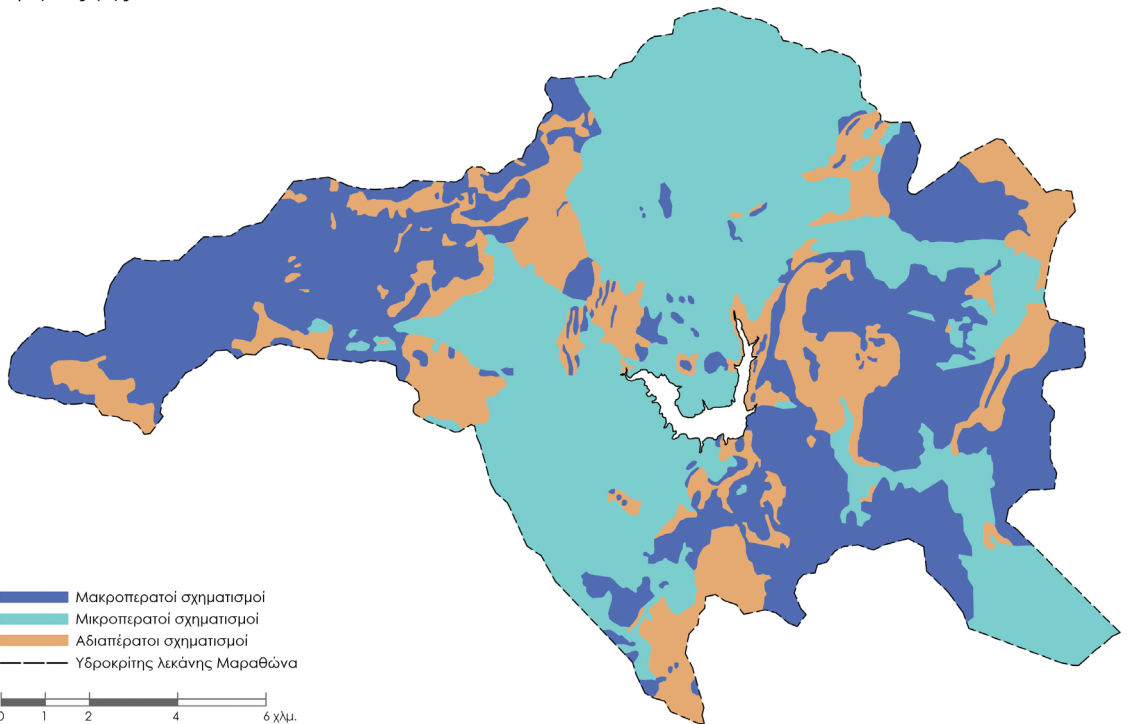 Μακροπερατοί σχηματισμοί
Μικροπερατοί σχηματισμοί
Αδιαπέρατοι σχηματισμοί
Υδροκρίτης λεκάνης Μαραθώνα
0 1 2 4 6 χλμ.